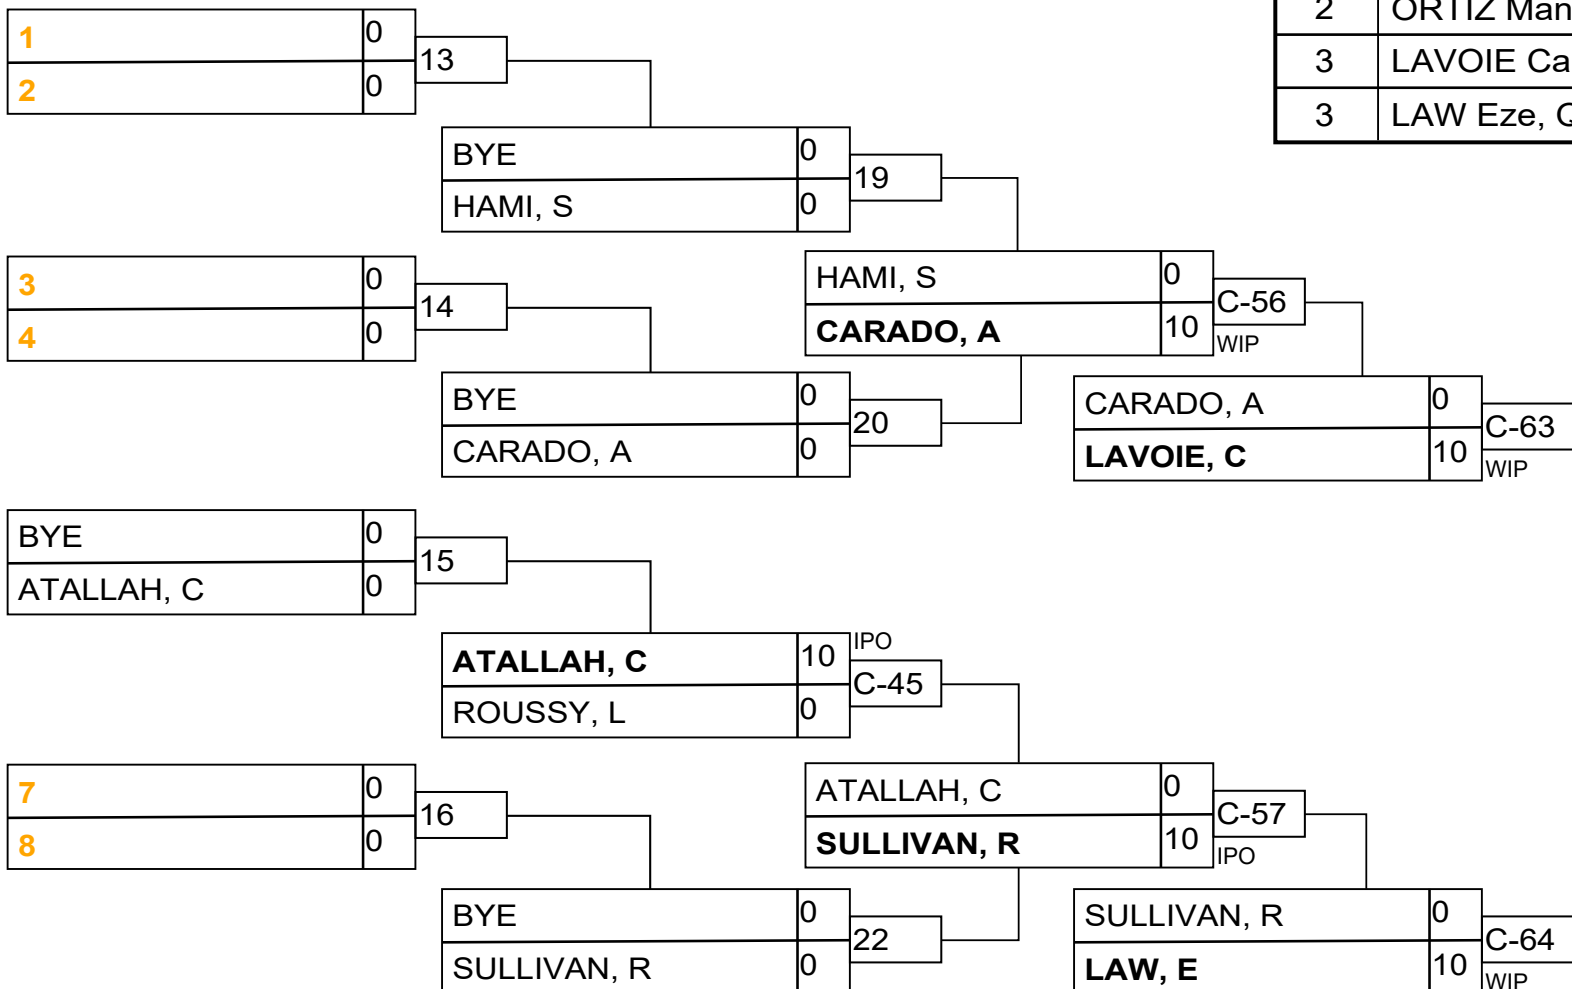 2 ORTIZ Man
3 LAVOIE Ca
3 LAW Eze,
1 0
13
2 0
BYE 0
19
HAMI, S 0
3 0
14
4 0
HAMI, S 0
C-56
CARADO, A 10
WIP
BYE 0
20
CARADO, A 0
CARADO, A 0
C-63
LAVOIE, C 10
WIP
BYE 0
15
ATALLAH, C 0
IPO
ATALLAH, C 10
C-45
ROUSSY, L 0
7 0
16
8 0
ATALLAH, C 0
C-57
SULLIVAN, R 10
IPO
BYE 0
22
SULLIVAN, R 0
SULLIVAN, R 0
C-64
LAW, E 10
WIP